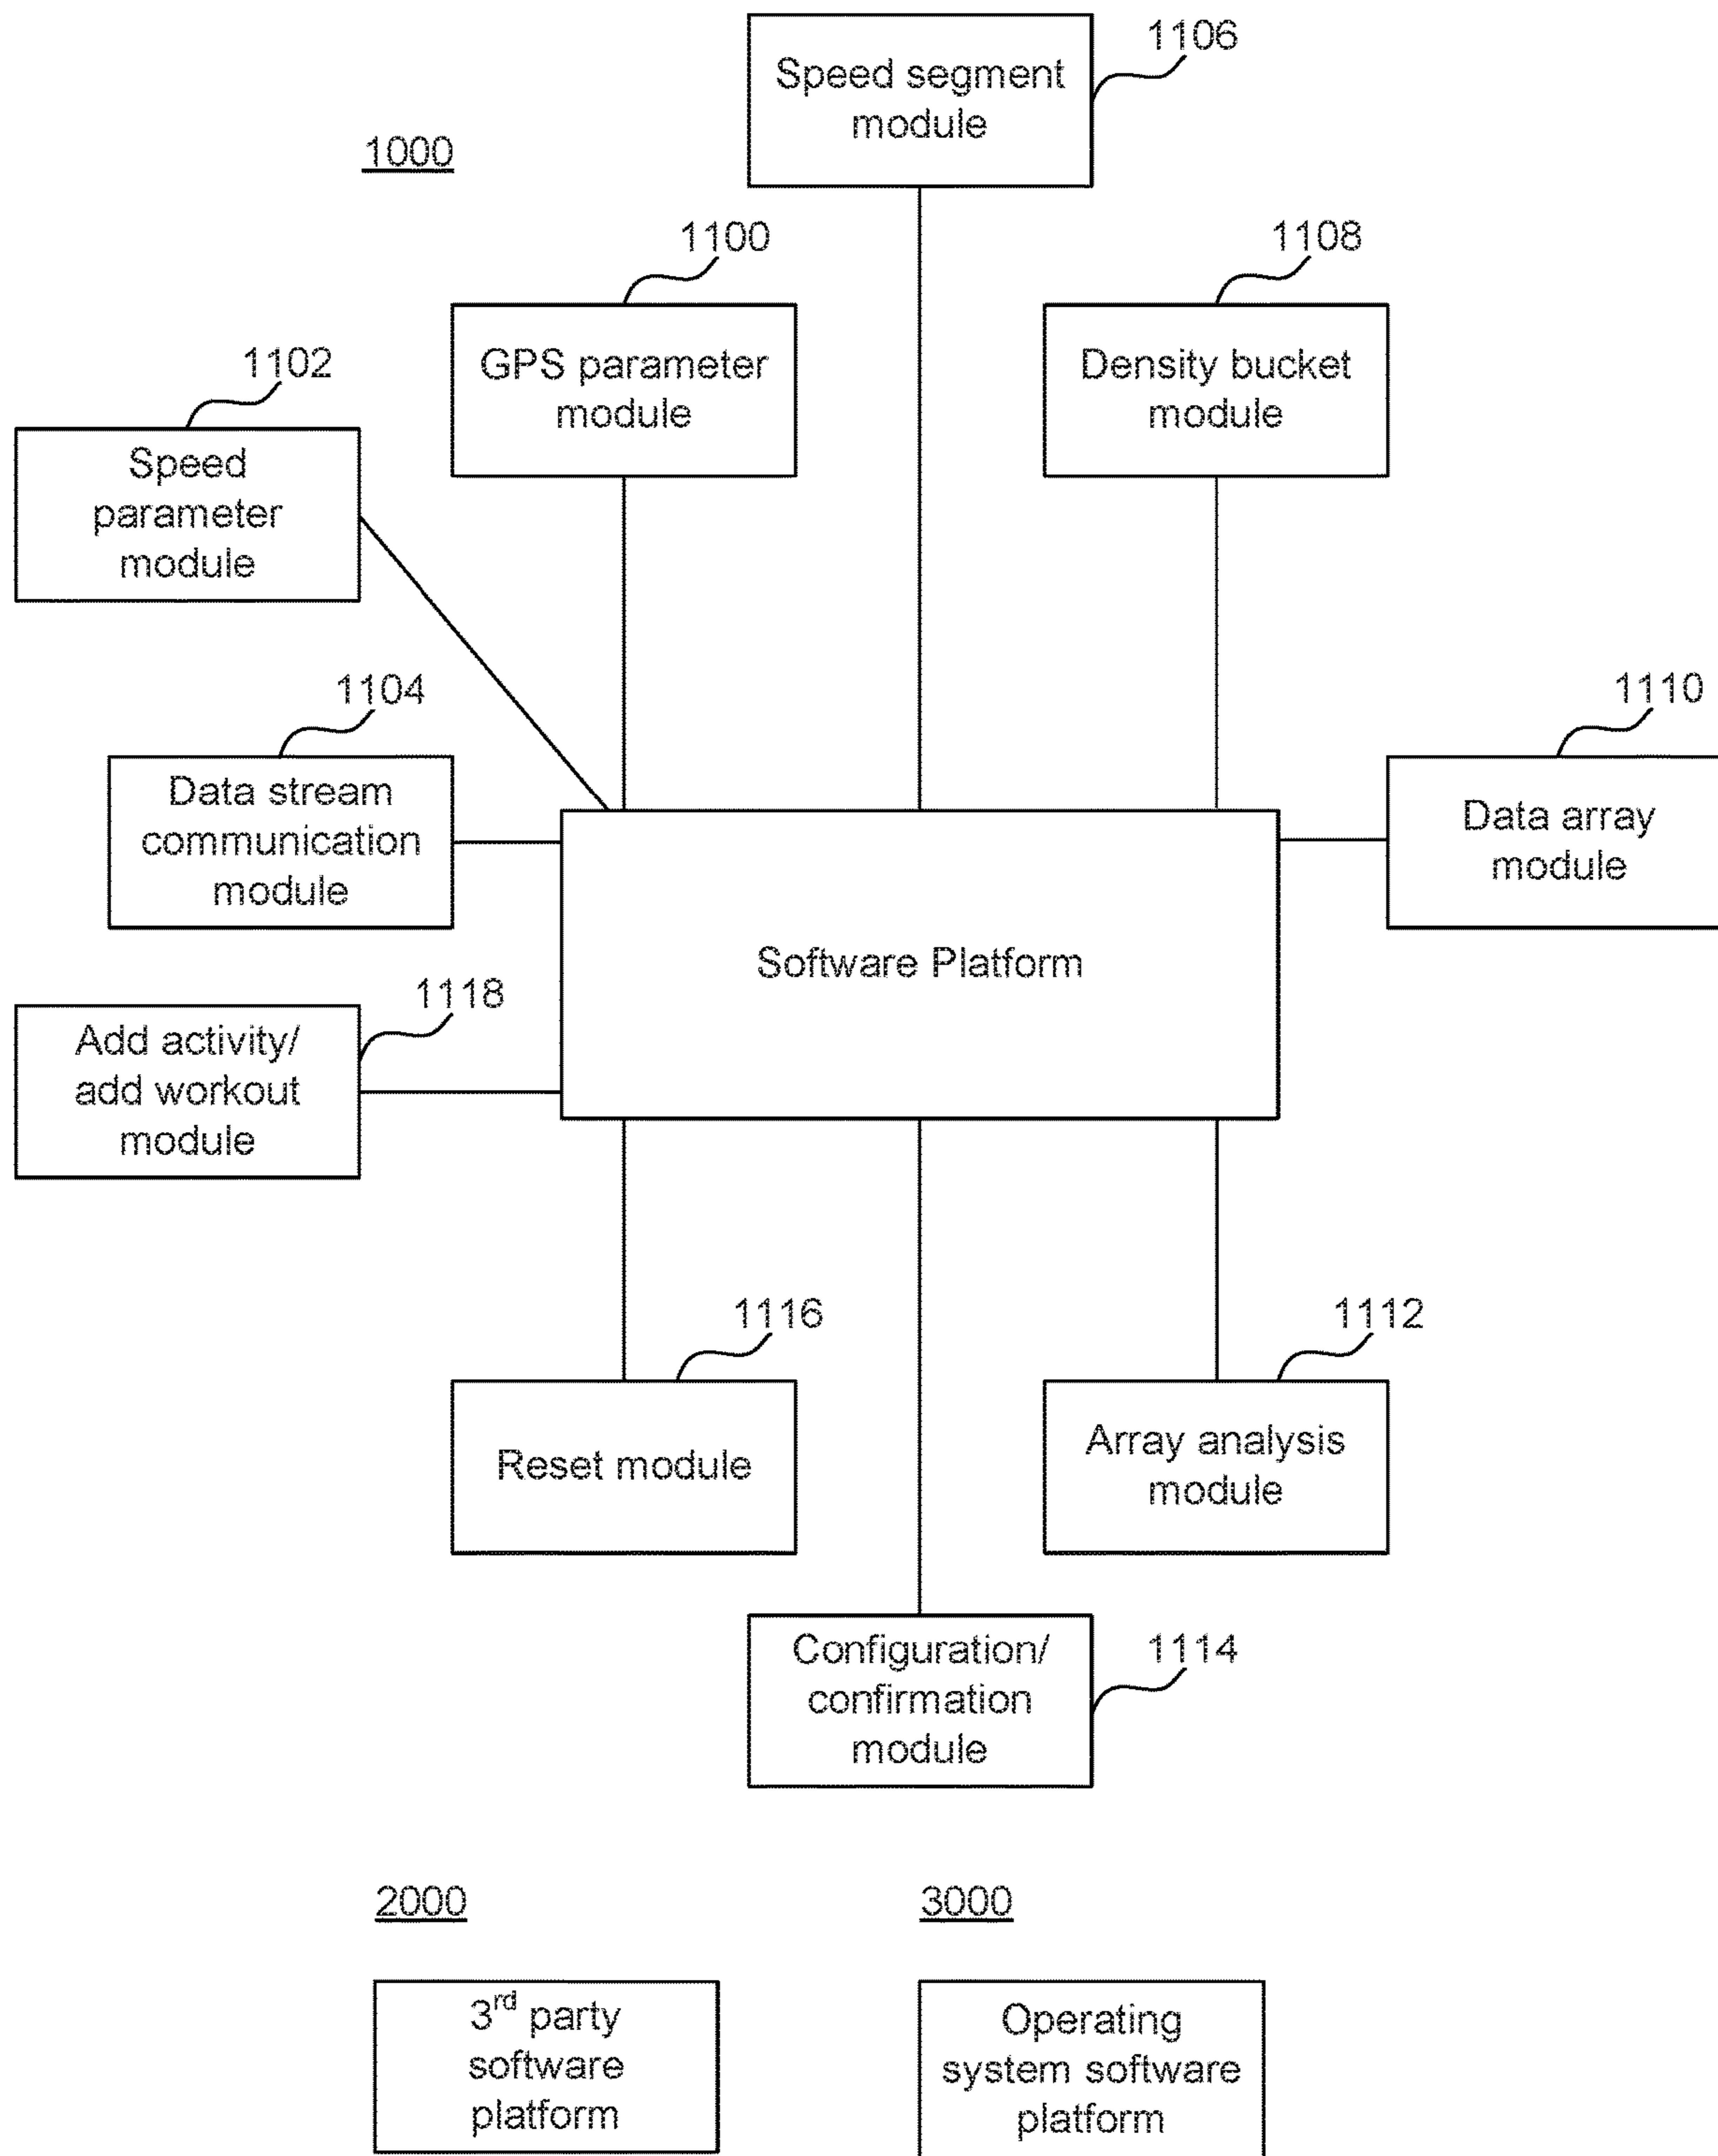 1106
Speed segment
module
1000
1100
1108
GPS parameter
module
Density bucket
module
1102
Speed
parameter
module
1104
1110
Data stream
communication
module
Data array
module
Software Platform
1118
Add activity/
add workout
module
1116
1112
Reset module
Array analysis
module
Configuration/
confirmation
module
1114
2000
3000
3rd party
software
platform
Operating
system software
platform